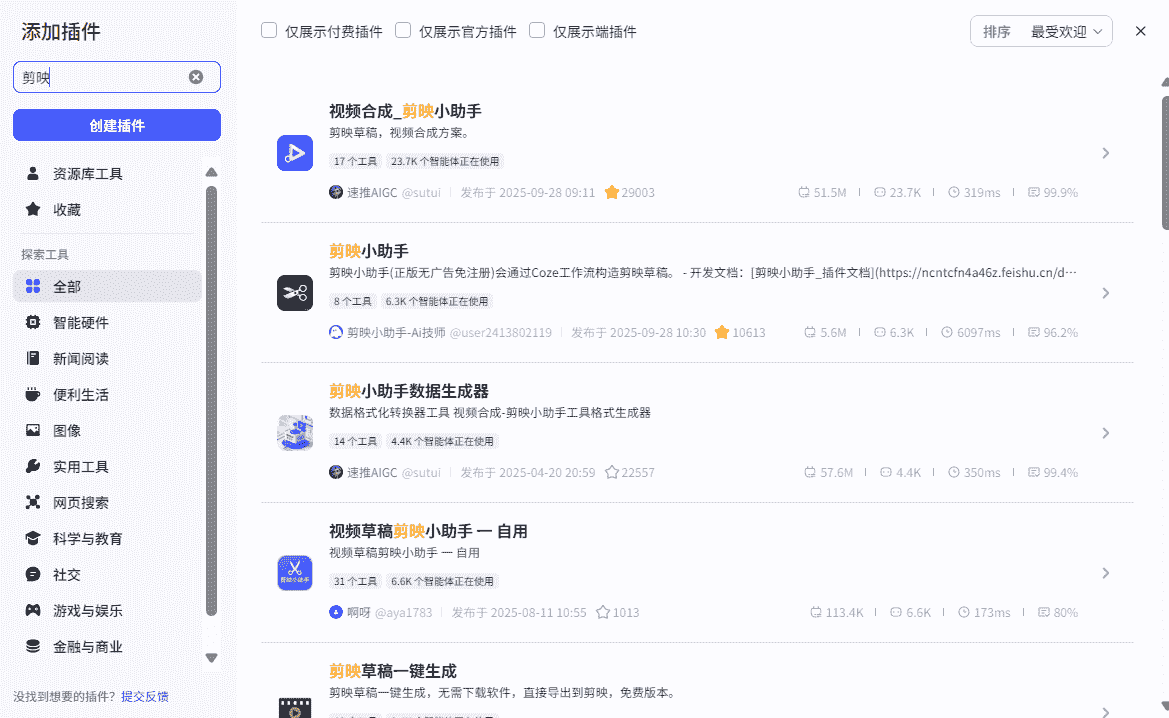 添加插件
剪映
创建插件
资源库工具
收藏
探索工具
全部
智能硬件
新闻阅读
便利生活
图像
实用工具
网页搜索
科学与教育
社交
游戏与娱乐
金融与商业
没找到想要的插件？提交反馈
仅展示付费插件 仅展示官方插件 仅展示端插件
排序 最受欢迎
视频合成_剪映小助手
剪映草稿，视频合成方案。
17 个工具 23.7K 个智能体正在使用
速推AIGC @sutui 发布于 2025-09-28 09:11 29003 51.5M 23.7K 319ms 99.9%
剪映小助手
剪映小助手(正版无广告免注册)会通过Coze工作流构造剪映草稿。 - 开发文档：[剪映小助手_插件文档](https://ncntcfn4a46z.feishu.cn/d…
8 个工具 6.3K 个智能体正在使用
剪映小助手-Ai技师 @user2413802119 发布于 2025-09-28 10:30 10613 5.6M 6.3K 6097ms 96.2%
剪映小助手数据生成器
数据格式化转换器工具 视频合成-剪映小助手工具格式生成器
14 个工具 4.4K 个智能体正在使用
速推AIGC @sutui 发布于 2025-04-20 20:59 22557 57.6M 4.4K 350ms 99.4%
视频草稿剪映小助手 — 自用
视频草稿剪映小助手 — 自用
剪映小助手
31 个工具 6.6K 个智能体正在使用
啊呀 @aya1783 发布于 2025-08-11 10:55 1013 113.4K 6.6K 173ms 80%
剪映草稿一键生成
剪映草稿一键生成，无需下载软件，直接导出到剪映，免费版本。